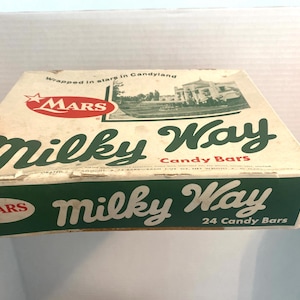 Wrapped in stars in Candyland
MARS
Milky Way
Candy Bars
MARS
Milky Way
24 Candy Bars